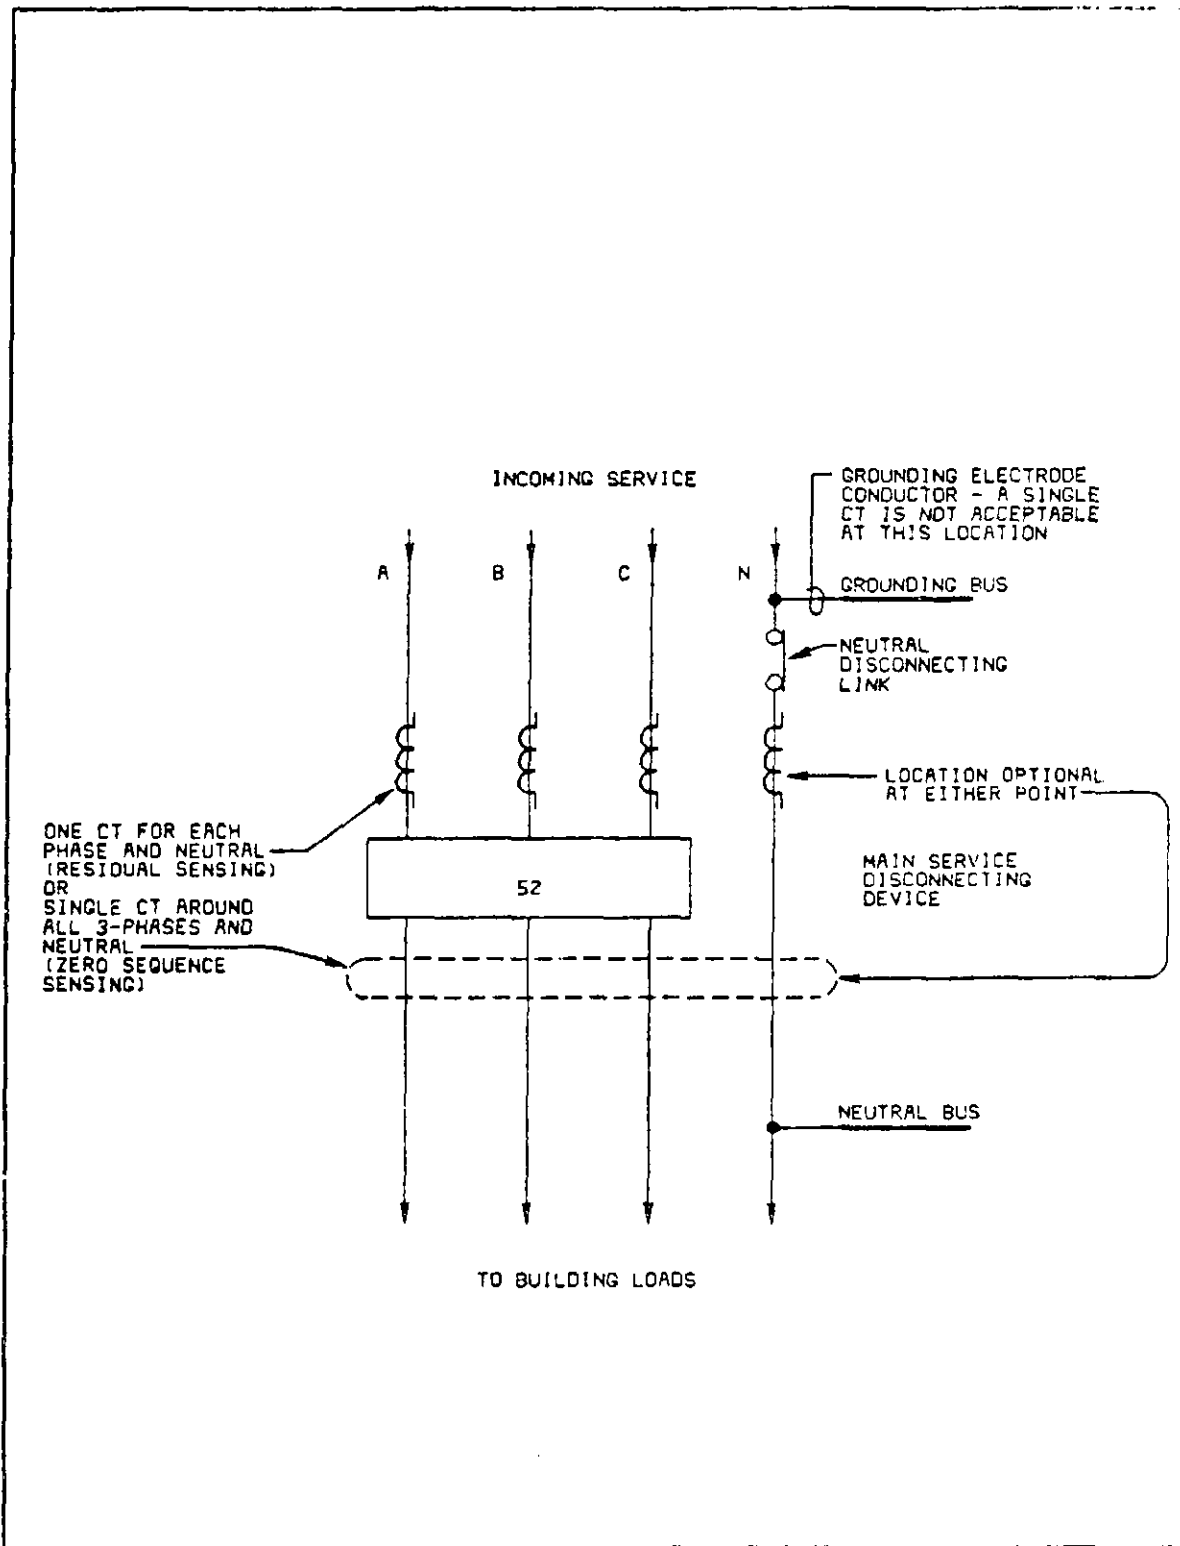 INCOMING SERVICE
GROUNDING ELECTRODE
CONDUCTOR - A SINGLE
CT IS NOT ACCEPTABLE
AT THIS LOCATION
A
B
C
N
GROUNDING BUS
NEUTRAL
DISCONNECTING
LINK
LOCATION OPTIONAL
AT EITHER POINT
ONE CT FOR EACH
PHASE AND NEUTRAL
(RESIDUAL SENSING)
OR
SINGLE CT AROUND
ALL 3-PHASES AND
NEUTRAL
(ZERO SEQUENCE
SENSING)
52
MAIN SERVICE
DISCONNECTING
DEVICE
NEUTRAL BUS
TO BUILDING LOADS